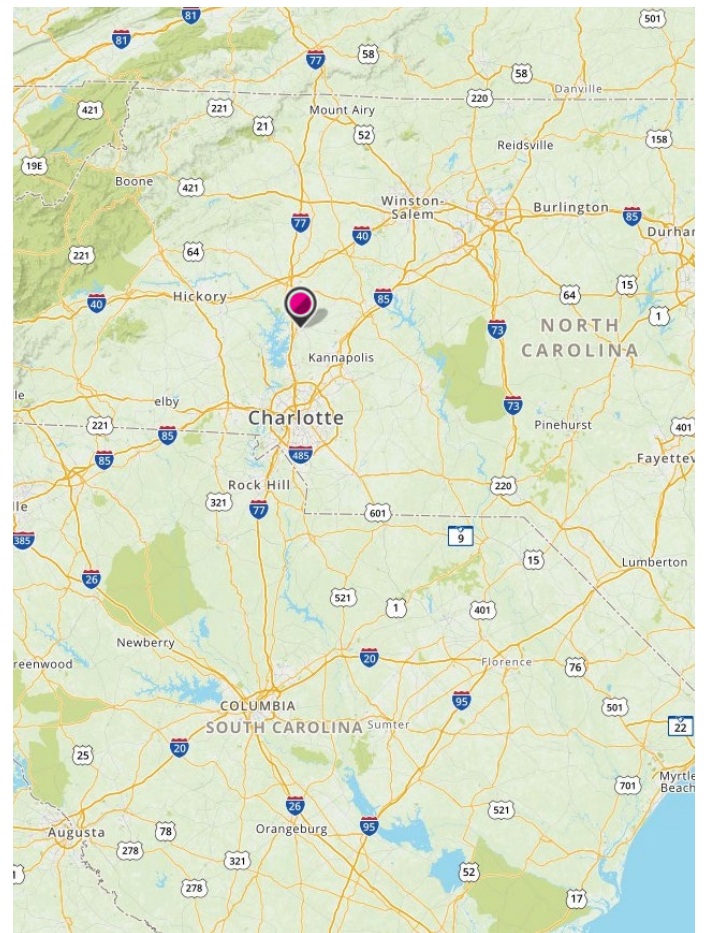 81
501
81
77
58
58
Danville
220
421
221
Mount Airy
21
52
158
Reidsville
19E
Boone
421
Winston-
Salem
Burlington
85
77
40
Durhar
221
64
15
Hickory
85
64
40
1
NORTH
CAROLINA
73
Kannapolis
le
elby
73
Charlotte
221
Pinehurst
401
85
85
485
Fayettev
Rock Hill
220
lle
321
77
601
385
9
15
26
Lumberton
521
1
401
Newberry
20
Florence
reenwood
76
95
COLUMBIA
501
SOUTH CAROLINA
Sumter
22
20
25
Myrtle
Beach
701
26
521
Augusta
78
Orangeburg
95
278
321
1
52
278
17